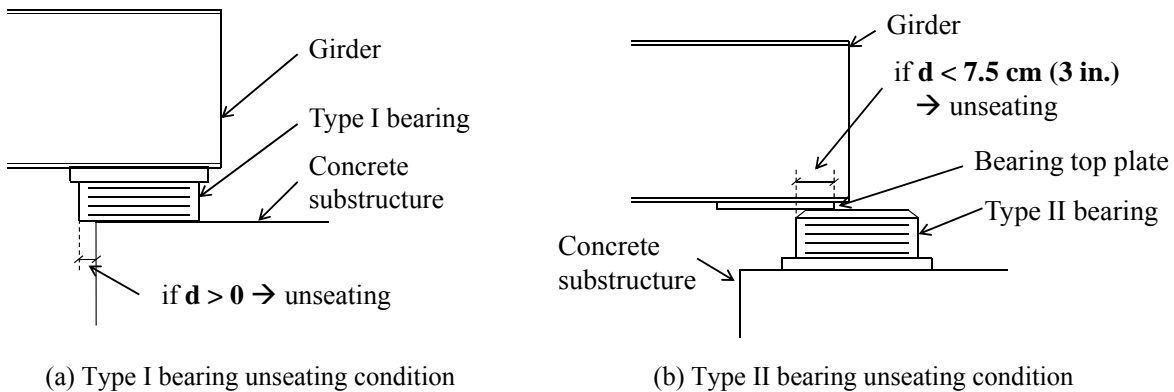 Girder
Type I bearing
Concrete
substructure
if d > 0 → unseating
(a) Type I bearing unseating condition
Girder
if d < 7.5 cm (3 in.)
→ unseating
Bearing top plate
Type II bearing
Concrete
substructure
(b) Type II bearing unseating condition